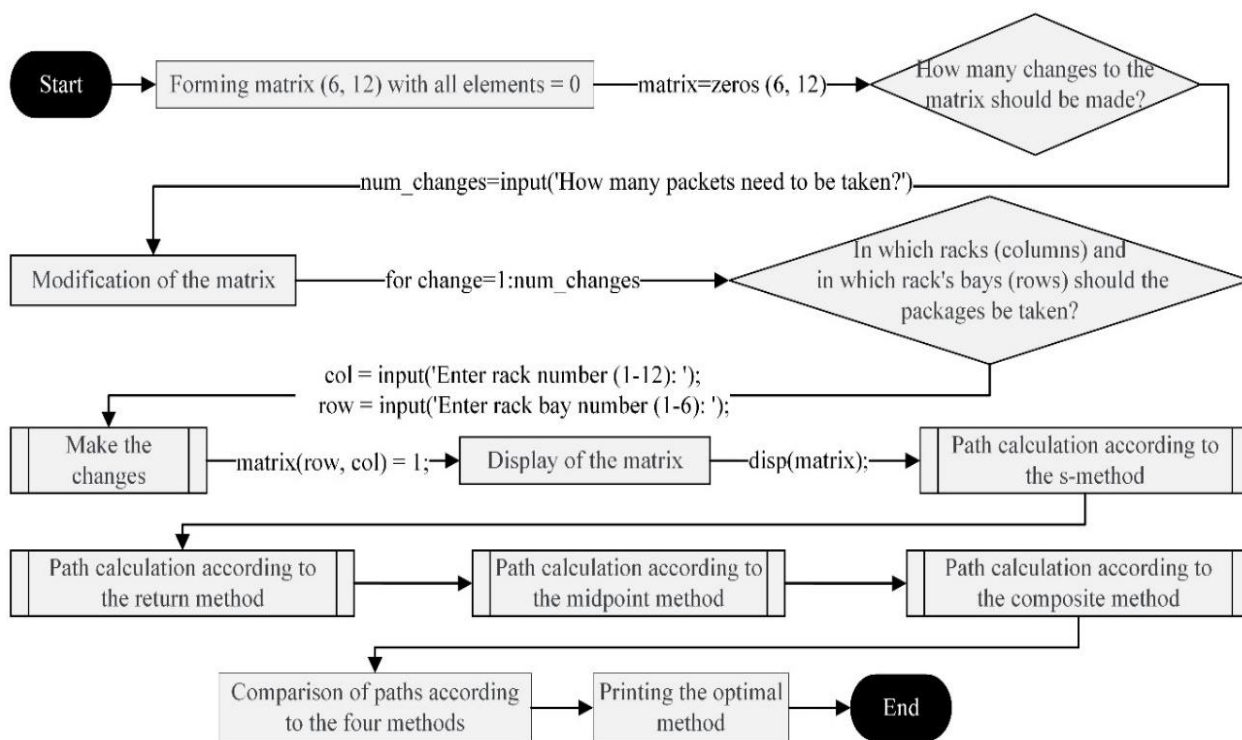 Start
Forming matrix (6, 12) with all elements = 0
matrix=zeros (6, 12)
How many changes to the
matrix should be made?
num_changes=input('How many packets need to be taken?')
Modification of the matrix
for change=1:num_changes
In which racks (columns) and
in which rack's bays (rows) should the
packages be taken?
col = input('Enter rack number (1-12): ');
row = input('Enter rack bay number (1-6): ');
Make the
changes
matrix(row, col) = 1;
Display of the matrix
disp(matrix);
Path calculation according to
the s-method
Path calculation according to
the return method
Path calculation according to
the midpoint method
Path calculation according to
the composite method
Comparison of paths according
to the four methods
Printing the optimal
method
End